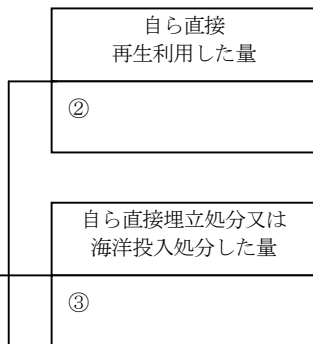 自ら直接
再生利用した量
②
自ら直接埋立処分又は
海洋投入処分した量
③